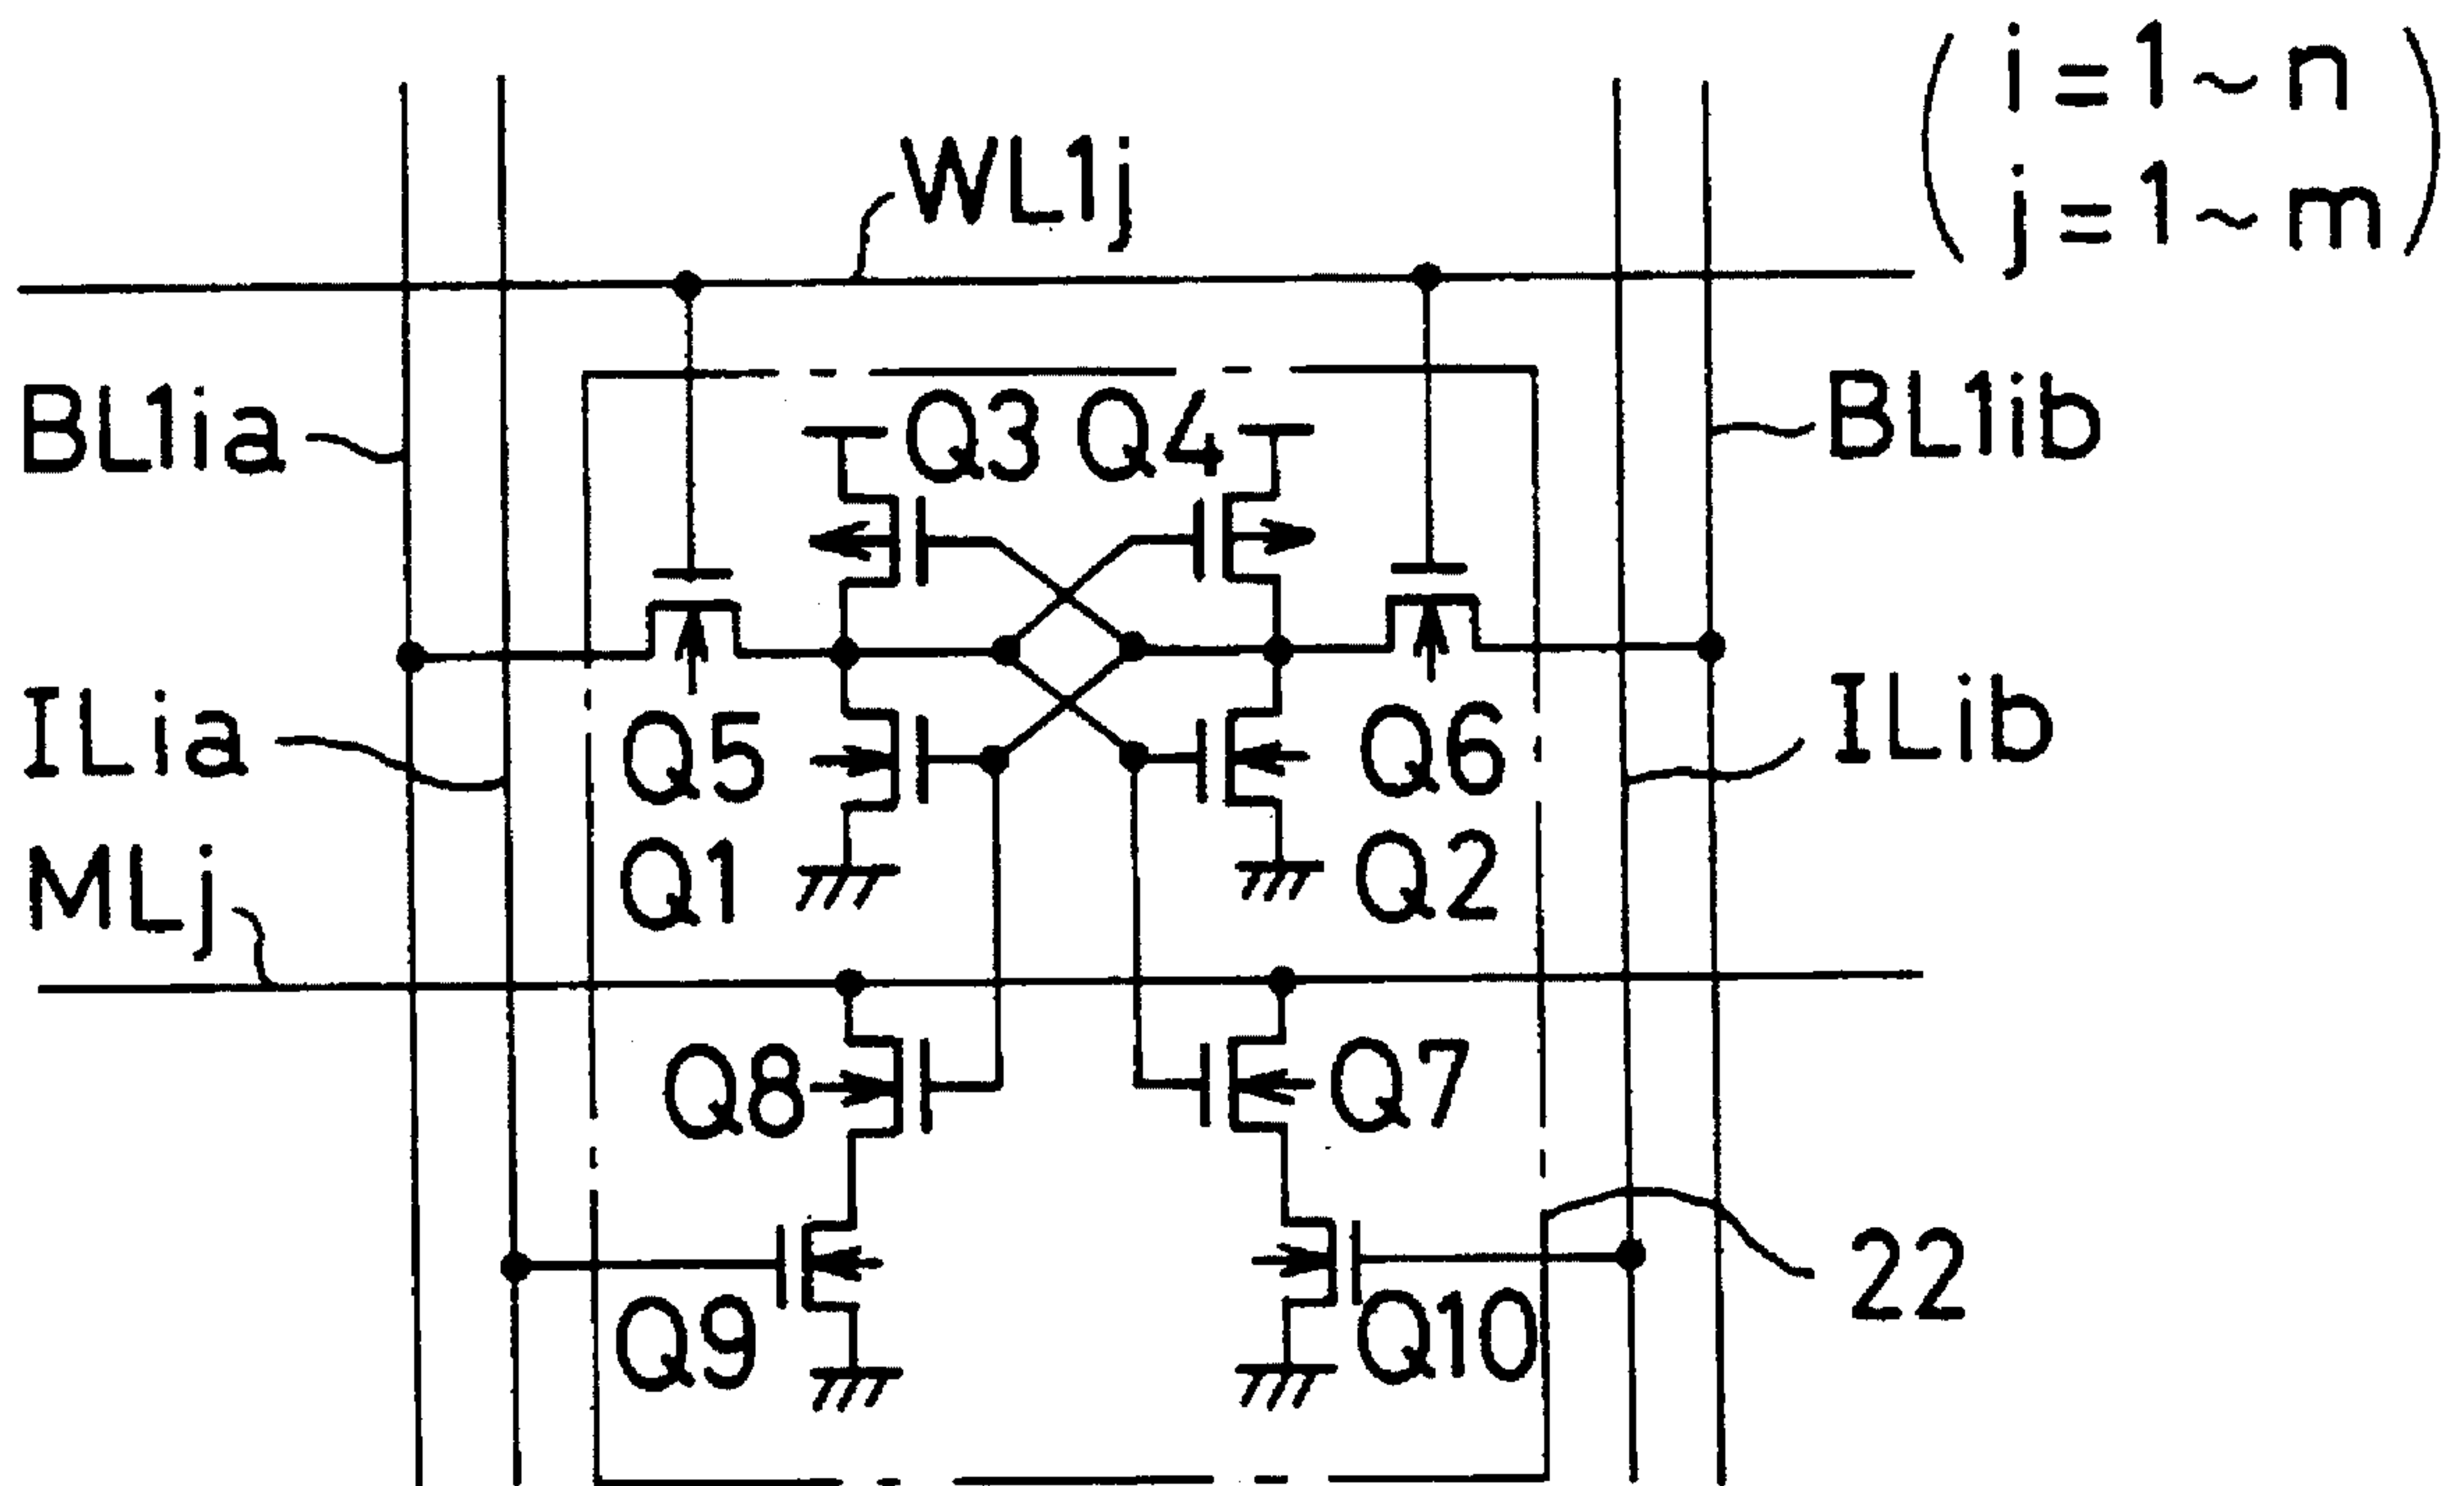 i = 1 ~ n
j = 1 ~ m
WL1j
BL1ia
Q3 Q4
BL1ib
ILia
Q5
Q6
ILib
MLj
Q1
Q2
Q8
Q7
22
Q9
Q10